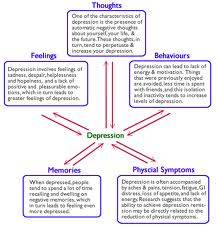 Thoughts
One of the characteristics of
depression is the presence of
automatic negative thoughts
about yourself, your life, &
the future. These thoughts, in
turn, tend to perpetuate &
increase your depression.
Feelings
Depression involves feelings of
sadness, despair, helplessness
and hopelness, and a lack of
positive and pleasurable emo-
tions, which in turn leads to
greater feelings of depression.
Behaviours
Depression can lead to lack of
energy & motivation. Things
that were previously enjoyed
are avoided, less time is spent
with friends, and this isolation
and inactivity tends to increase
levels of depression.
Depression
Memories
When depressed, people
tend to spend a lot of time
recalling and dwelling on
negative memories, which
in turn leads to feeling even
more depressed.
Physcial Symptoms
Depression is often accompanied
by aches & pains, tension, fatigue, GI
distress, loss of appetite, and lack of
energy. Research suggests that the
ability to achieve depression remis-
sion may be directly related to the
reduction of physical symptoms.